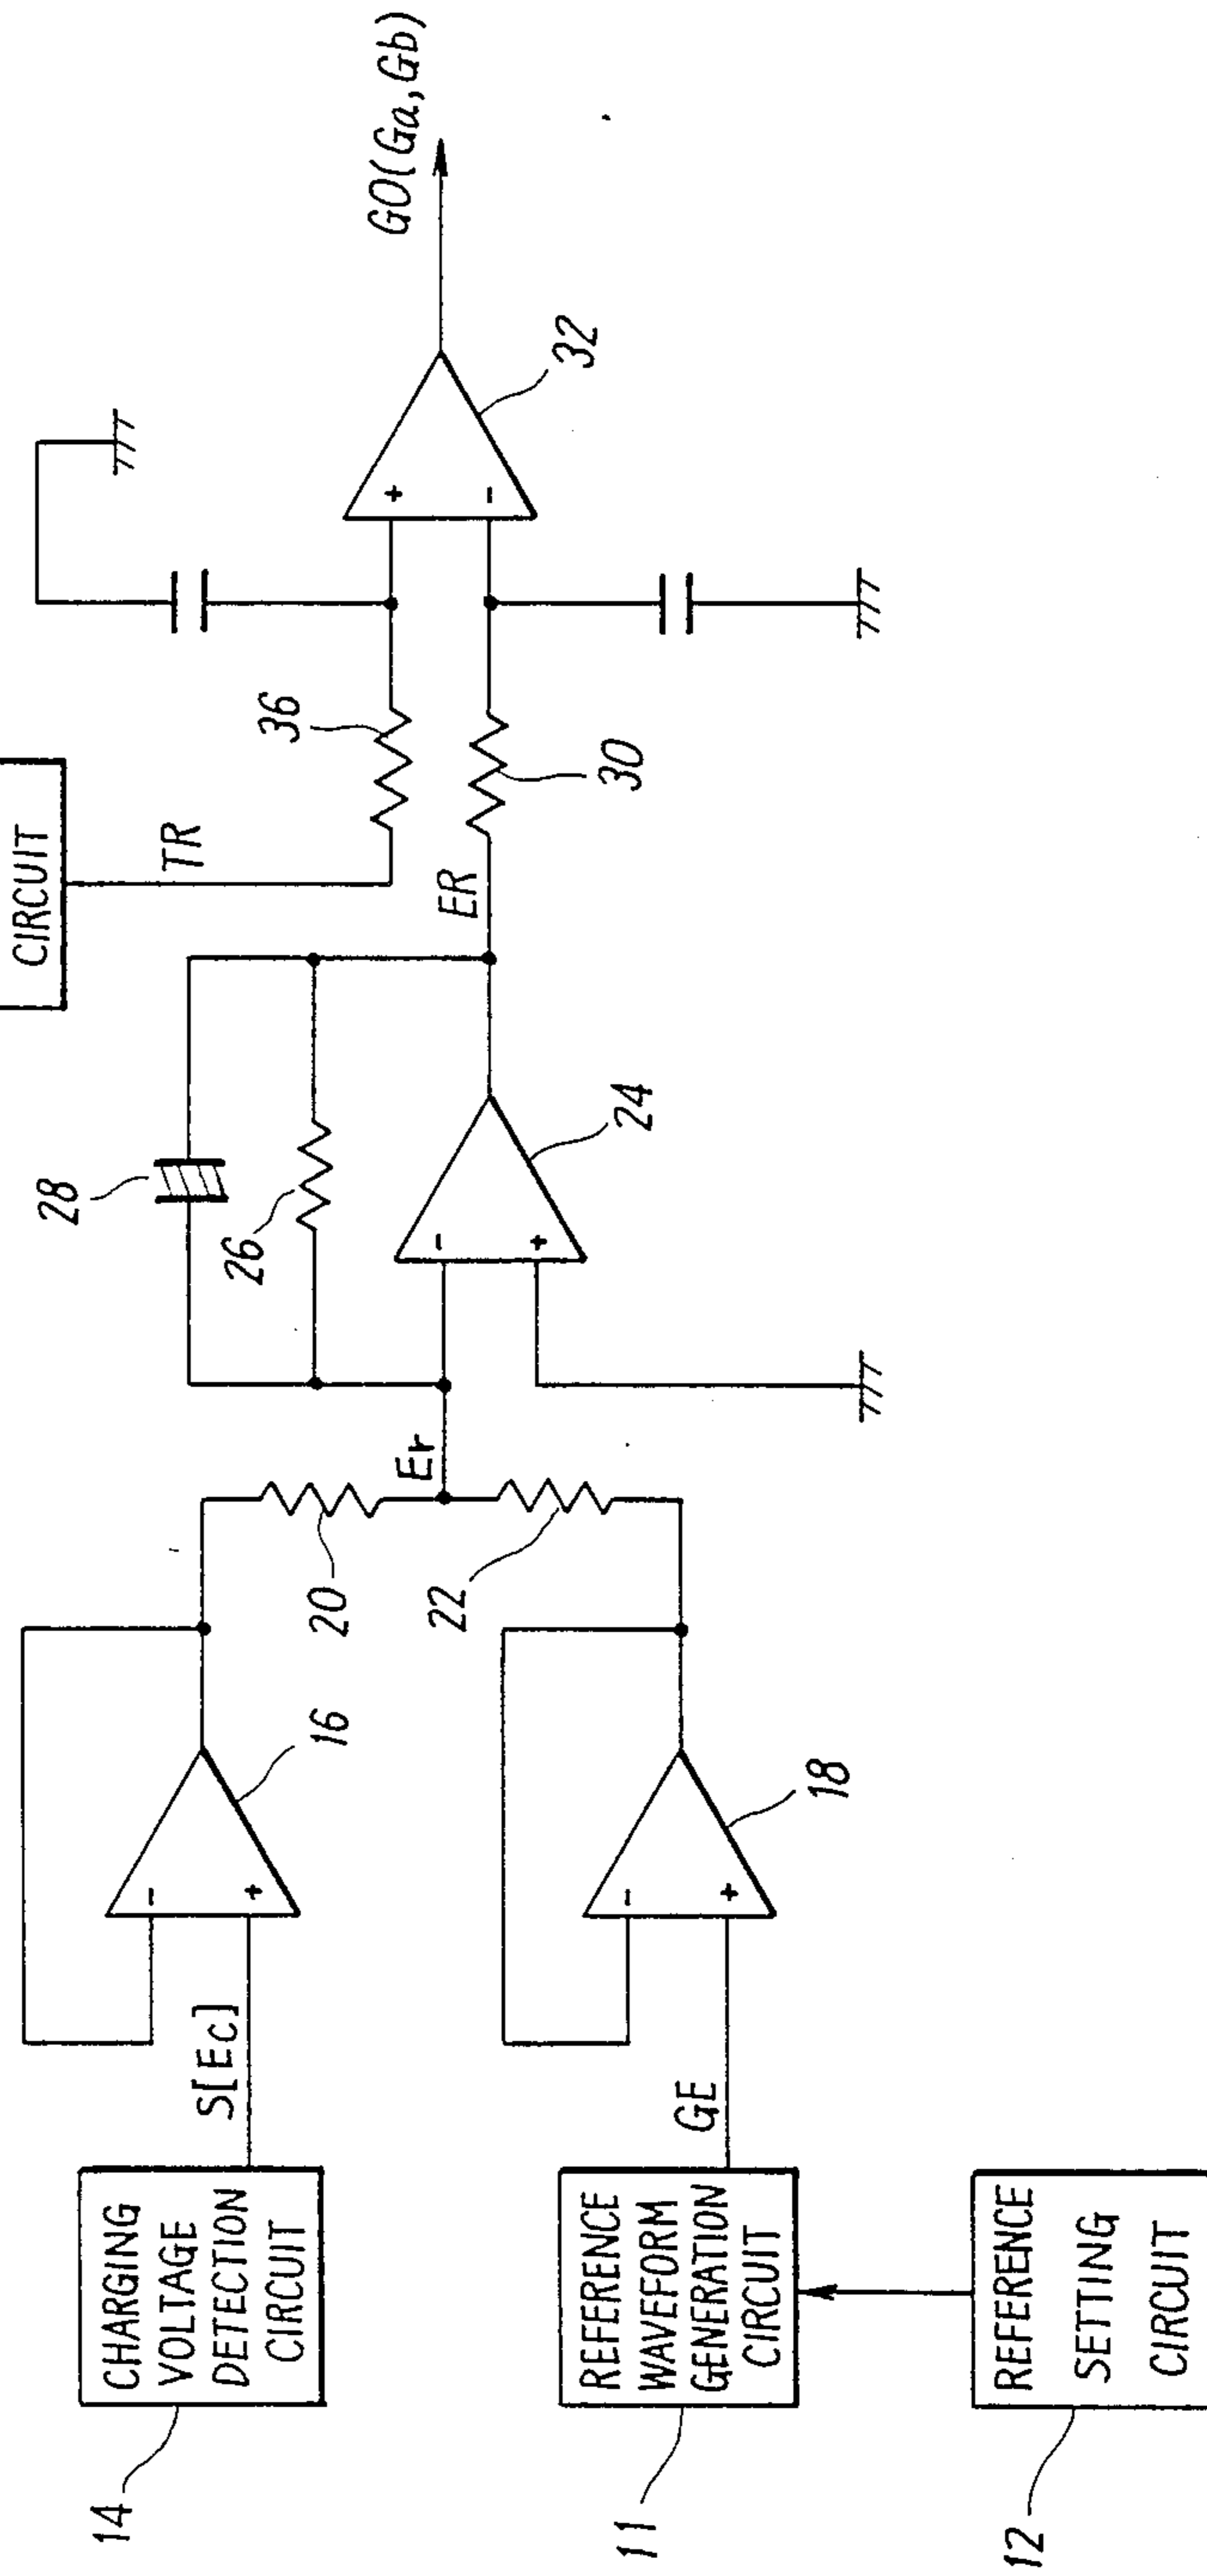 CIRCUIT
TR
GO(Ga,Gb)
36
32
28
26
ER
30
24
Er
20
22
16
18
S[Ec]
GE
14
CHARGING
VOLTAGE
DETECTION
CIRCUIT
11
REFERENCE
WAVEFORM
GENERATION
CIRCUIT
12
REFERENCE
SETTING
CIRCUIT
-
+
-
+
-
+
+
-